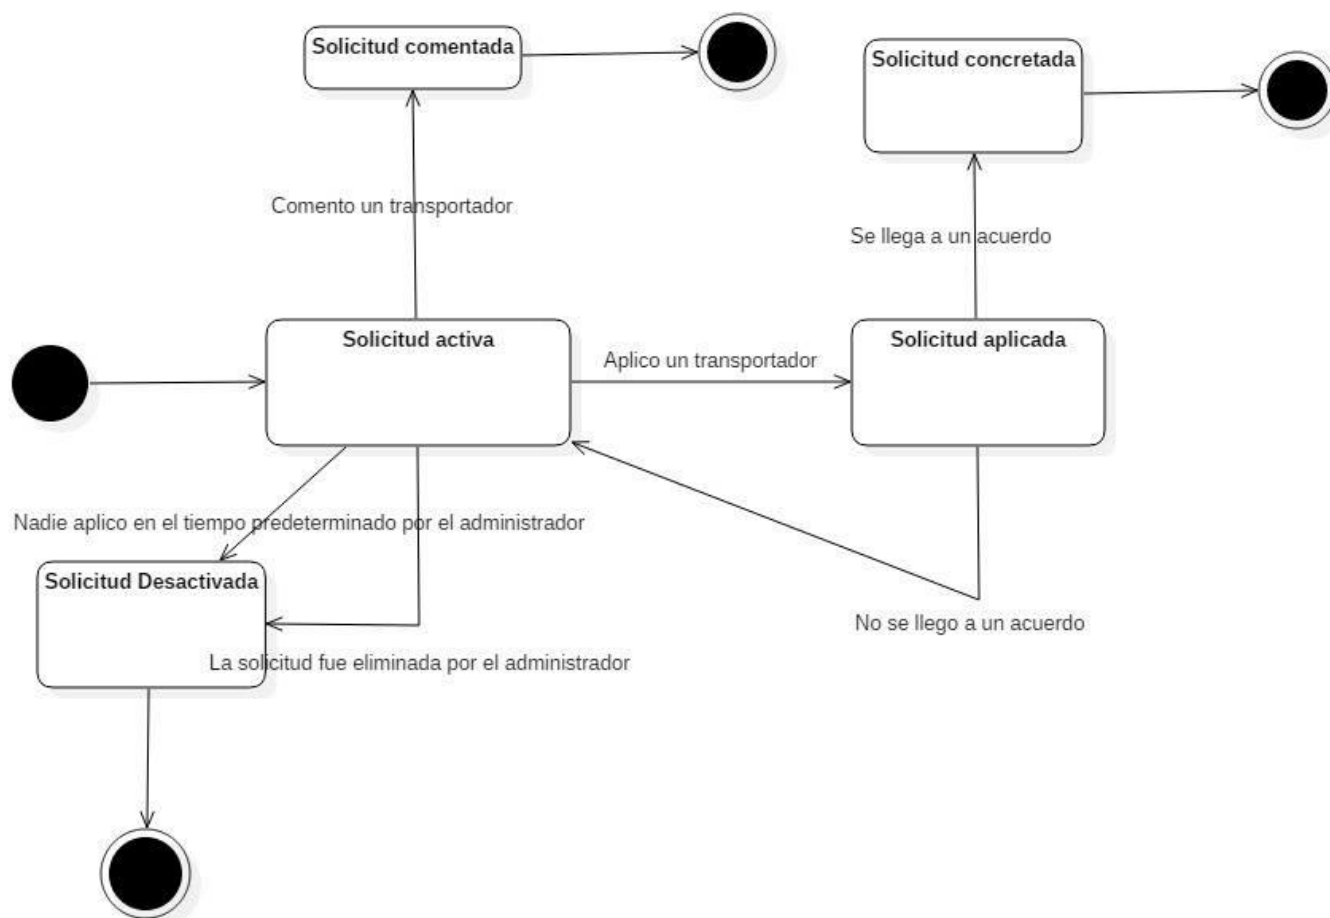 Solicitud comentada
Solicitud concretada
Comento un transportador
Se llega a un acuerdo
Solicitud activa
Aplico un transportador
Solicitud aplicada
Nadie aplico en el tiempo predeterminado por el administrador
Solicitud Desactivada
No se llego a un acuerdo
La solicitud fue eliminada por el administrador